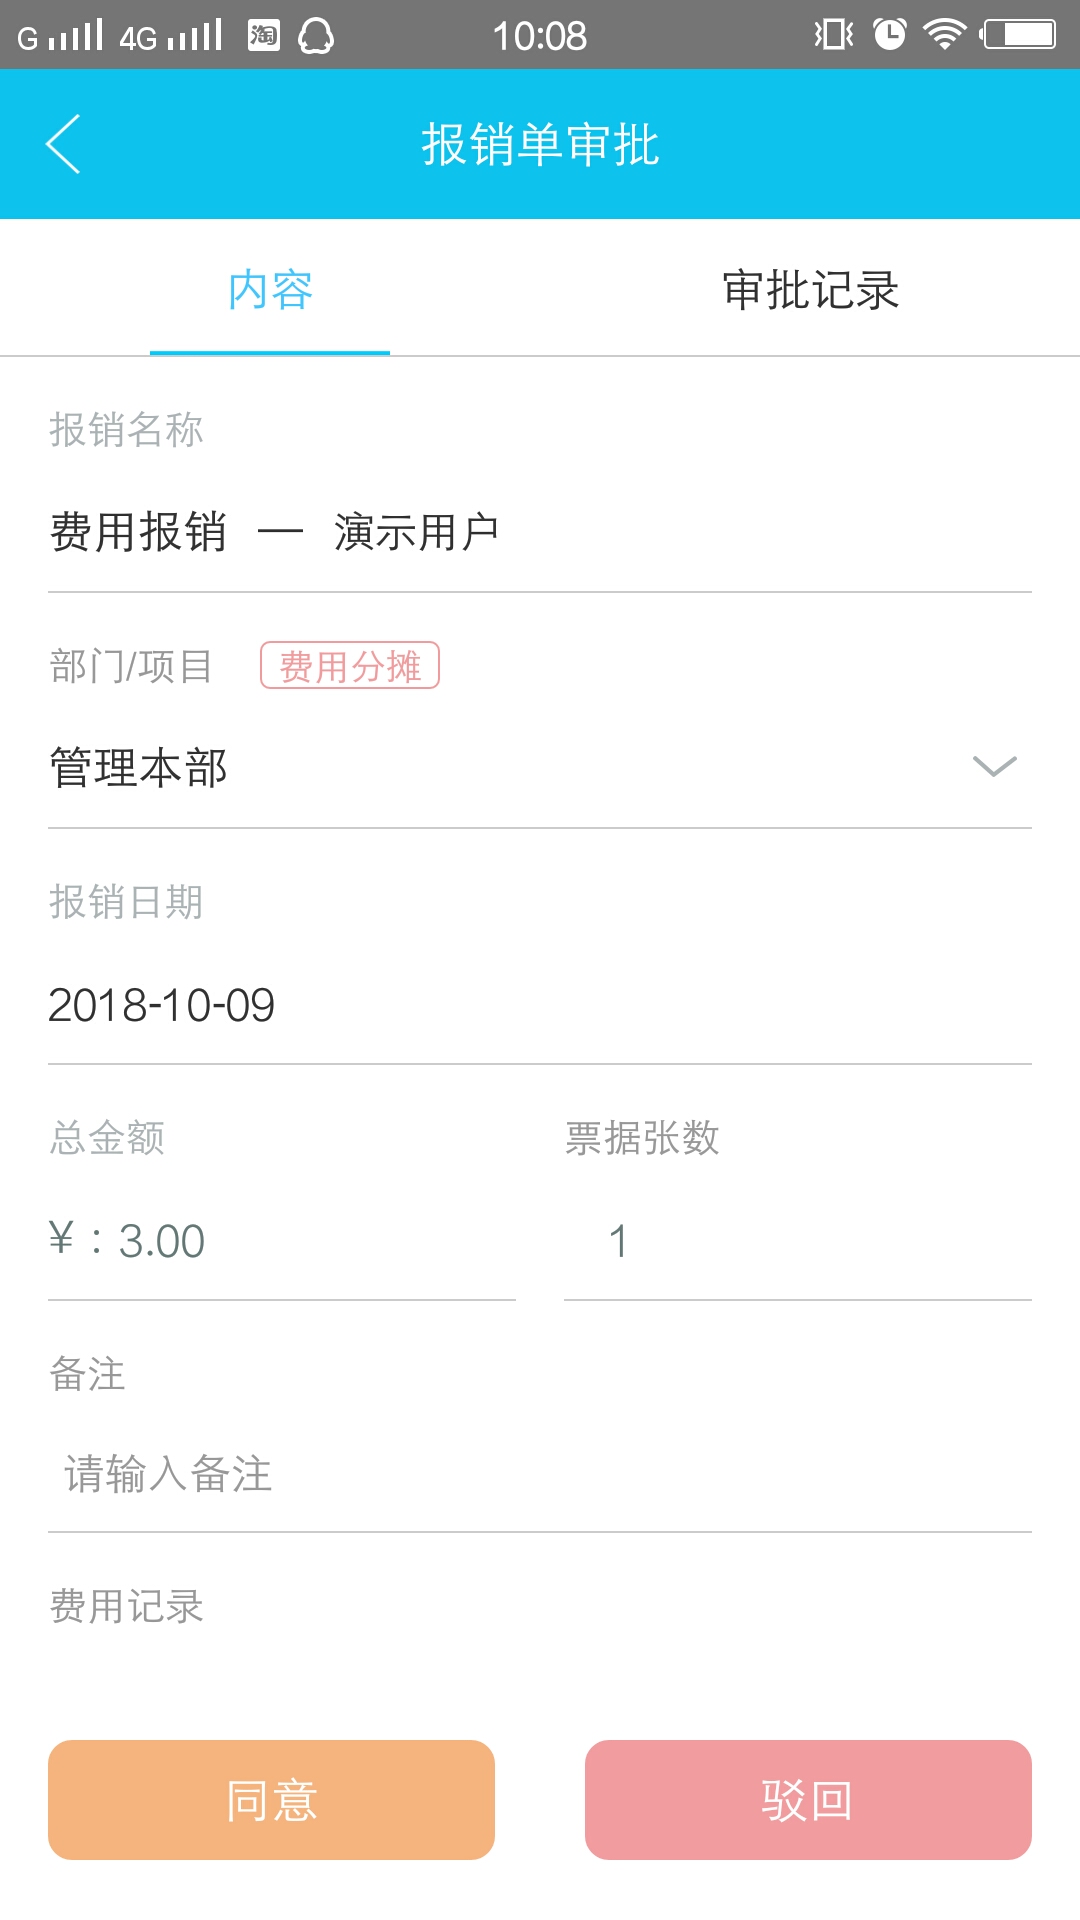 G 4G 淘 10:08
报销单审批
内容 审批记录
报销名称
费用报销 — 演示用户
部门/项目 费用分摊
管理本部
报销日期
2018-10-09
总金额 票据张数
¥：3.00 1
备注
请输入备注
费用记录
同意 驳回